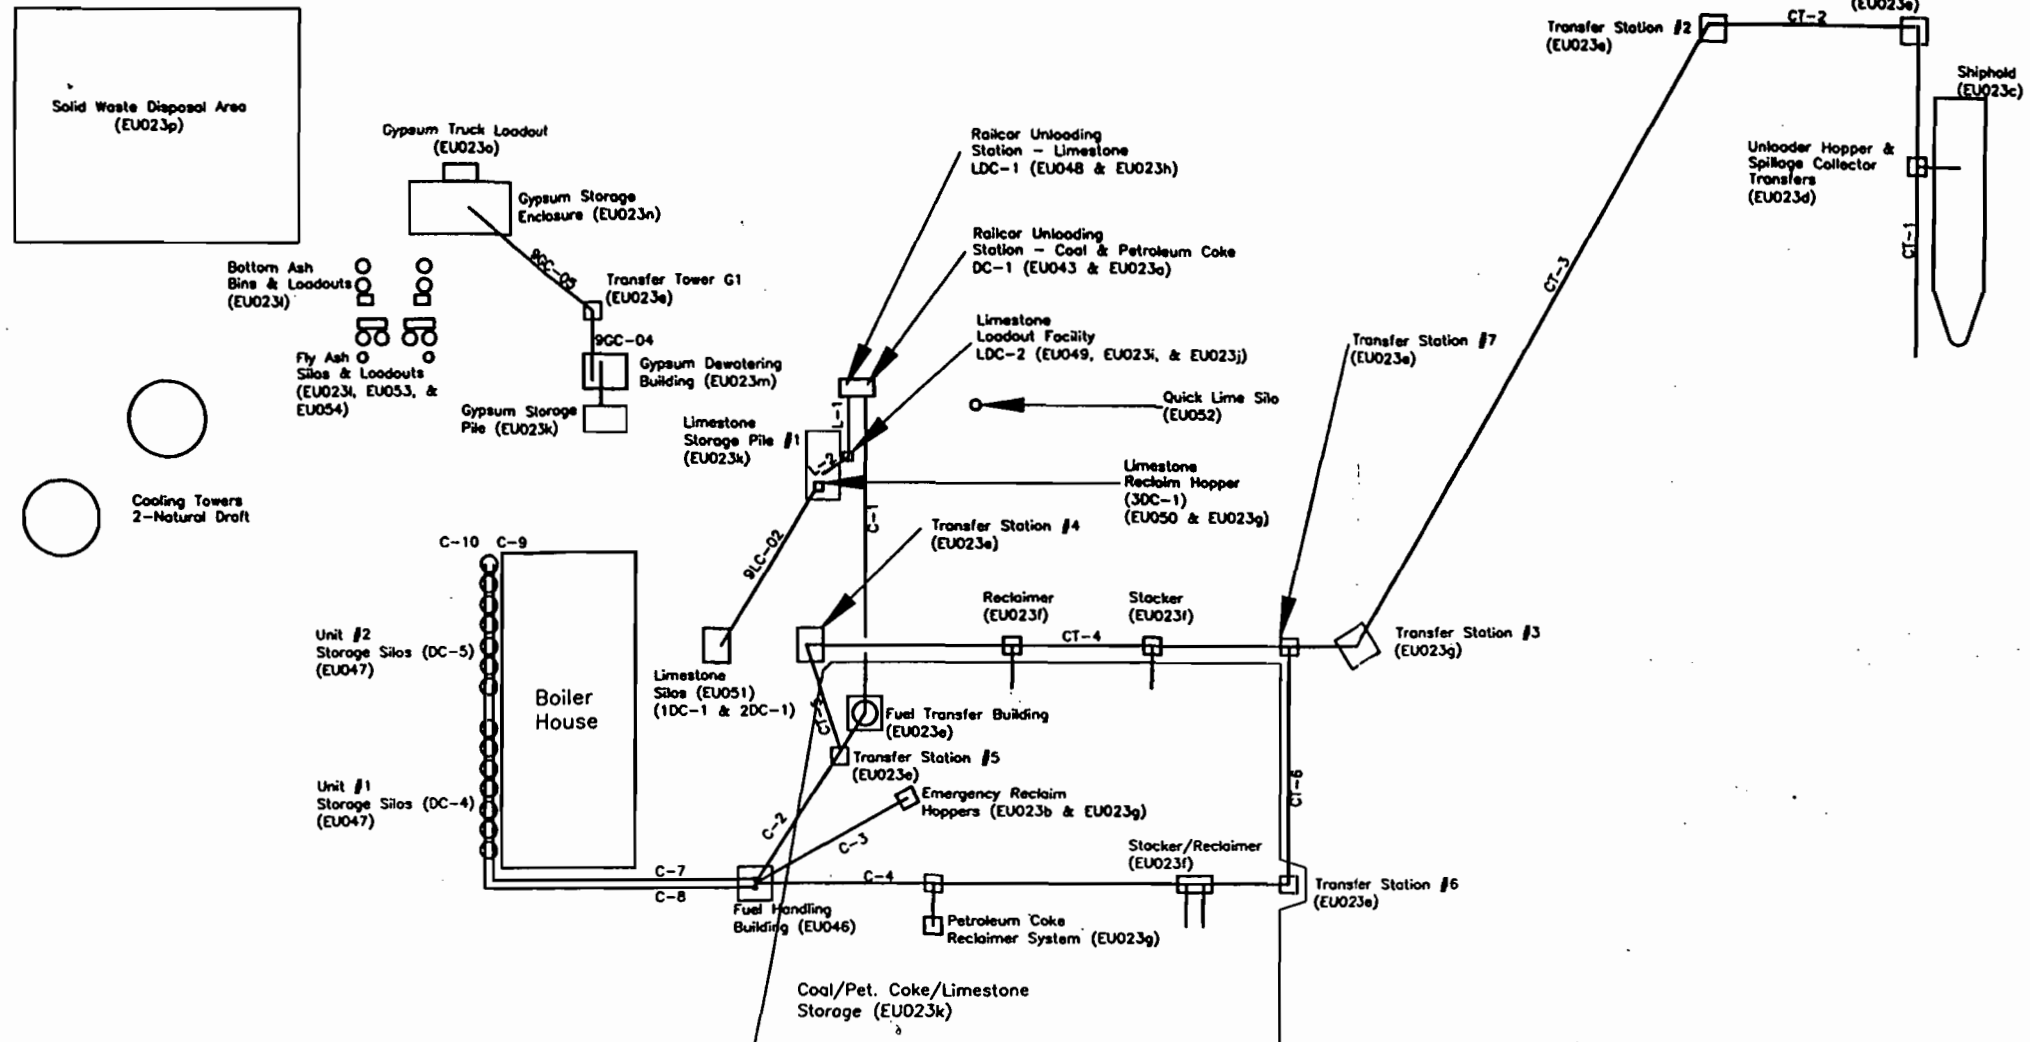 (EU023e)
CT-2
Transfer Station #2
(EU023e)
Shiphold
(EU023c)
Solid Waste Disposal Area
(EU023p)
Gypsum Truck Loadout
(EU023o)
Railcar Unloading
Station - Limestone
LDC-1 (EU048 & EU023h)
Unloader Hopper &
Spillage Collector
Transfers
(EU023d)
Gypsum Storage
Enclosure (EU023n)
CT-1
Railcar Unloading
Station - Coal & Petroleum Coke
DC-1 (EU043 & EU023a)
Bottom Ash
Bins & Loadouts
(EU023l)
9GC-05
Transfer Tower G1
(EU023e)
CT-3
Limestone
Loadout Facility
LDC-2 (EU049, EU023i, & EU023j)
9GC-04
Transfer Station #7
(EU023e)
Fly Ash
Silos & Loadouts
(EU023l, EU053, &
EU054)
Gypsum Dewatering
Building (EU023m)
Gypsum Storage
Pile (EU023k)
L-1
Quick Lime Silo
(EU052)
Limestone
Storage Pile #1
(EU023k)
L-2
Limestone
Reclaim Hopper
(3DC-1)
(EU050 & EU023g)
Cooling Towers
2-Natural Draft
C-1
Transfer Station #4
(EU023e)
C-10
C-9
9LC-02
Reclaimer
(EU023f)
Stacker
(EU023f)
CT-4
Transfer Station #3
(EU023g)
Unit #2
Storage Silos (DC-5)
(EU047)
Limestone
Silos (EU051)
(1DC-1 & 2DC-1)
Boiler
House
CT-5
Fuel Transfer Building
(EU023e)
Transfer Station #5
(EU023e)
Unit #1
Storage Silos (DC-4)
(EU047)
Emergency Reclaim
Hoppers (EU023b & EU023g)
CT-6
C-2
C-3
Stacker/Reclaimer
(EU023f)
C-7
C-8
C-4
Transfer Station #6
(EU023e)
Fuel Handling
Building (EU046)
Petroleum Coke
Reclaimer System (EU023g)
Coal/Pet. Coke/Limestone
Storage (EU023k)